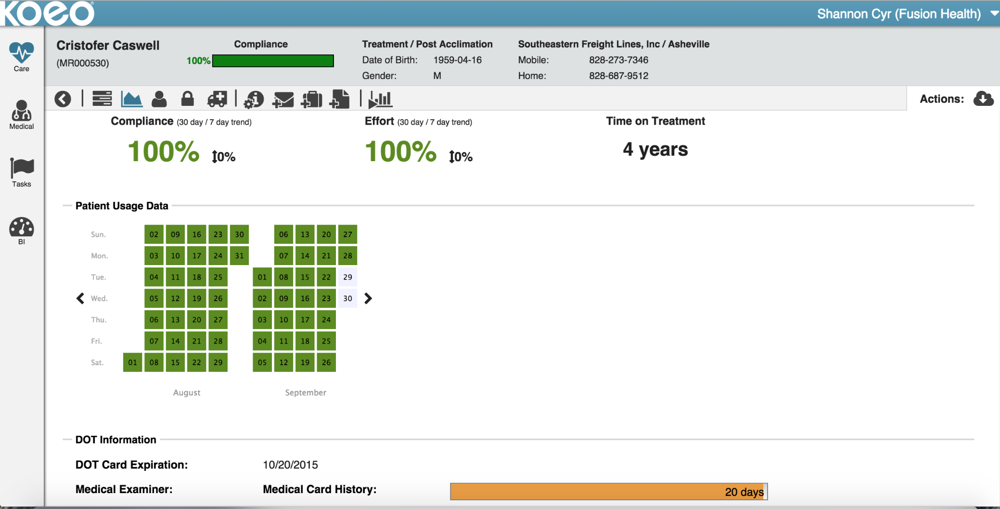 KOEO®
Shannon Cyr (Fusion Health)
Care
Medical
Tasks
BI
Cristofer Caswell
(MR000530)
Compliance
100%
Treatment / Post Acclimation
Date of Birth: 1959-04-16
Gender: M
Southeastern Freight Lines, Inc / Asheville
Mobile: 828-273-7346
Home: 828-687-9512
Actions:
Compliance (30 day / 7 day trend)
100% 0%
Effort (30 day / 7 day trend)
100% 0%
Time on Treatment
4 years
Patient Usage Data
Sun. 02 09 16 23 30 06 13 20 27
Mon. 03 10 17 24 31 07 14 21 28
Tue. 04 11 18 25 01 08 15 22 29
Wed. 05 12 19 26 02 09 16 23 30
Thu. 06 13 20 27 03 10 17 24
Fri. 07 14 21 28 04 11 18 25
Sat. 01 08 15 22 29 05 12 19 26
August September
DOT Information
DOT Card Expiration: 10/20/2015
Medical Examiner: Medical Card History: 20 days